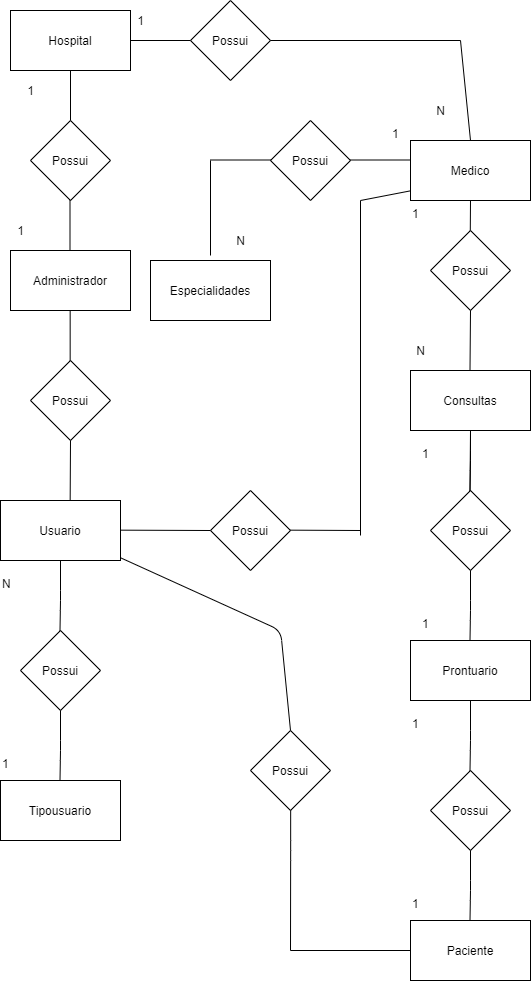 1
Hospital
Possui
1
N
1
Possui
Possui
Medico
1
1
N
Possui
Administrador
Especialidades
N
Possui
Consultas
1
Usuario
Possui
Possui
N
1
Possui
Prontuario
1
1
Possui
Tipousuario
Possui
1
Paciente